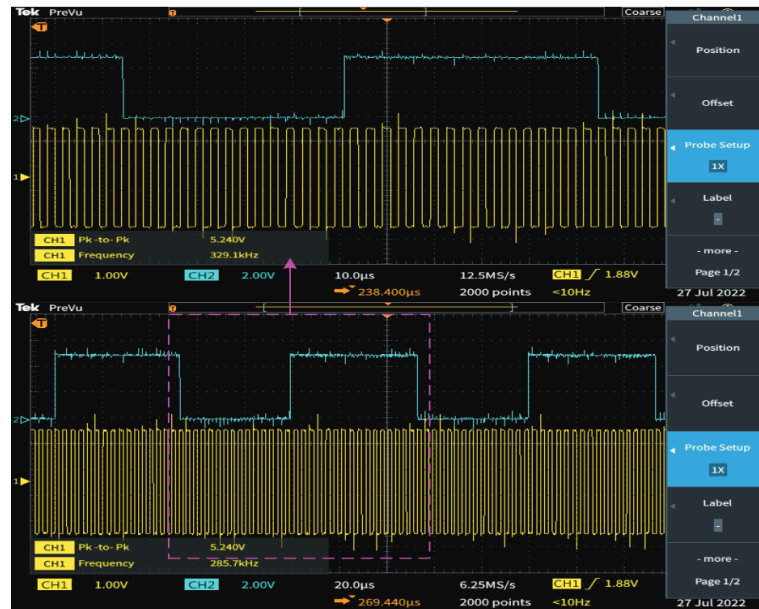 Tek PreVu Coarse Channel1
Position
Offset
Probe Setup
1X
Label
-
- more -
Page 1/2
T
T
2
1
CH1 Pk-to-Pk 5.240V
CH1 Frequency 329.1kHz
CH1 1.00V CH2 2.00V 10.0µs 12.5MS/s CH1 1.88V
238.400µs 2000 points <10Hz 27 Jul 2022
Tek PreVu Coarse Channel1
Position
Offset
Probe Setup
1X
Label
-
- more -
Page 1/2
T
T
2
1
CH1 Pk-to-Pk 5.240V
CH1 Frequency 285.7kHz
CH1 1.00V CH2 2.00V 20.0µs 6.25MS/s CH1 1.88V
269.440µs 2000 points <10Hz 27 Jul 2022